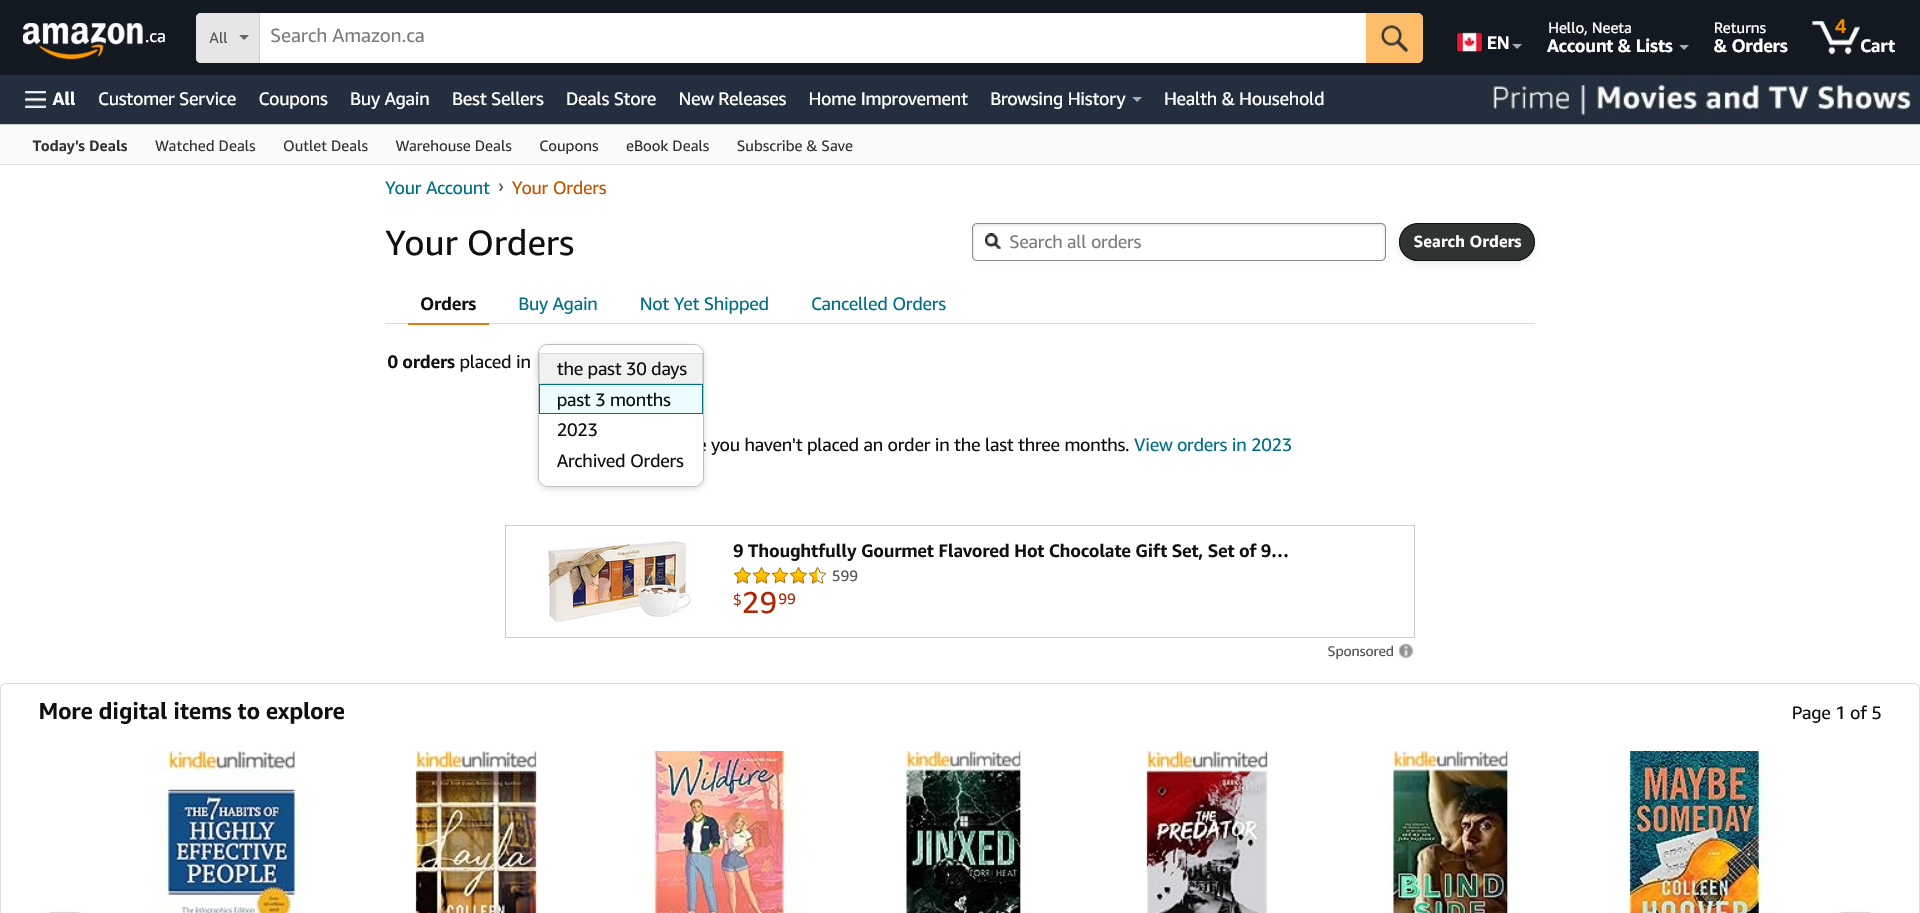 amazon.ca
All
Search Amazon.ca
EN
Hello, Neeta
Account & Lists
Returns
& Orders
4
Cart
All
Customer Service
Coupons
Buy Again
Best Sellers
Deals Store
New Releases
Home Improvement
Browsing History
Health & Household
Prime | Movies and TV Shows
Today's Deals
Watched Deals
Outlet Deals
Warehouse Deals
Coupons
eBook Deals
Subscribe & Save
Your Account › Your Orders
Your Orders
Search all orders
Search Orders
Orders
Buy Again
Not Yet Shipped
Cancelled Orders
0 orders placed in
the past 30 days
past 3 months
2023
Archived Orders
you haven't placed an order in the last three months. View orders in 2023
9 Thoughtfully Gourmet Flavored Hot Chocolate Gift Set, Set of 9...
599
$29 99
Sponsored
More digital items to explore
Page 1 of 5
kindleunlimited
THE 7 HABITS OF
HIGHLY
EFFECTIVE
PEOPLE
The Infographics Edition
kindleunlimited
Layla
COLLEEN
Wildfire
kindleunlimited
JINXED
TORRI HEAT
kindleunlimited
THE
PREDATOR
kindleunlimited
BLIND
SIDE
MAYBE
SOMEDAY
COLLEEN
HOOVER